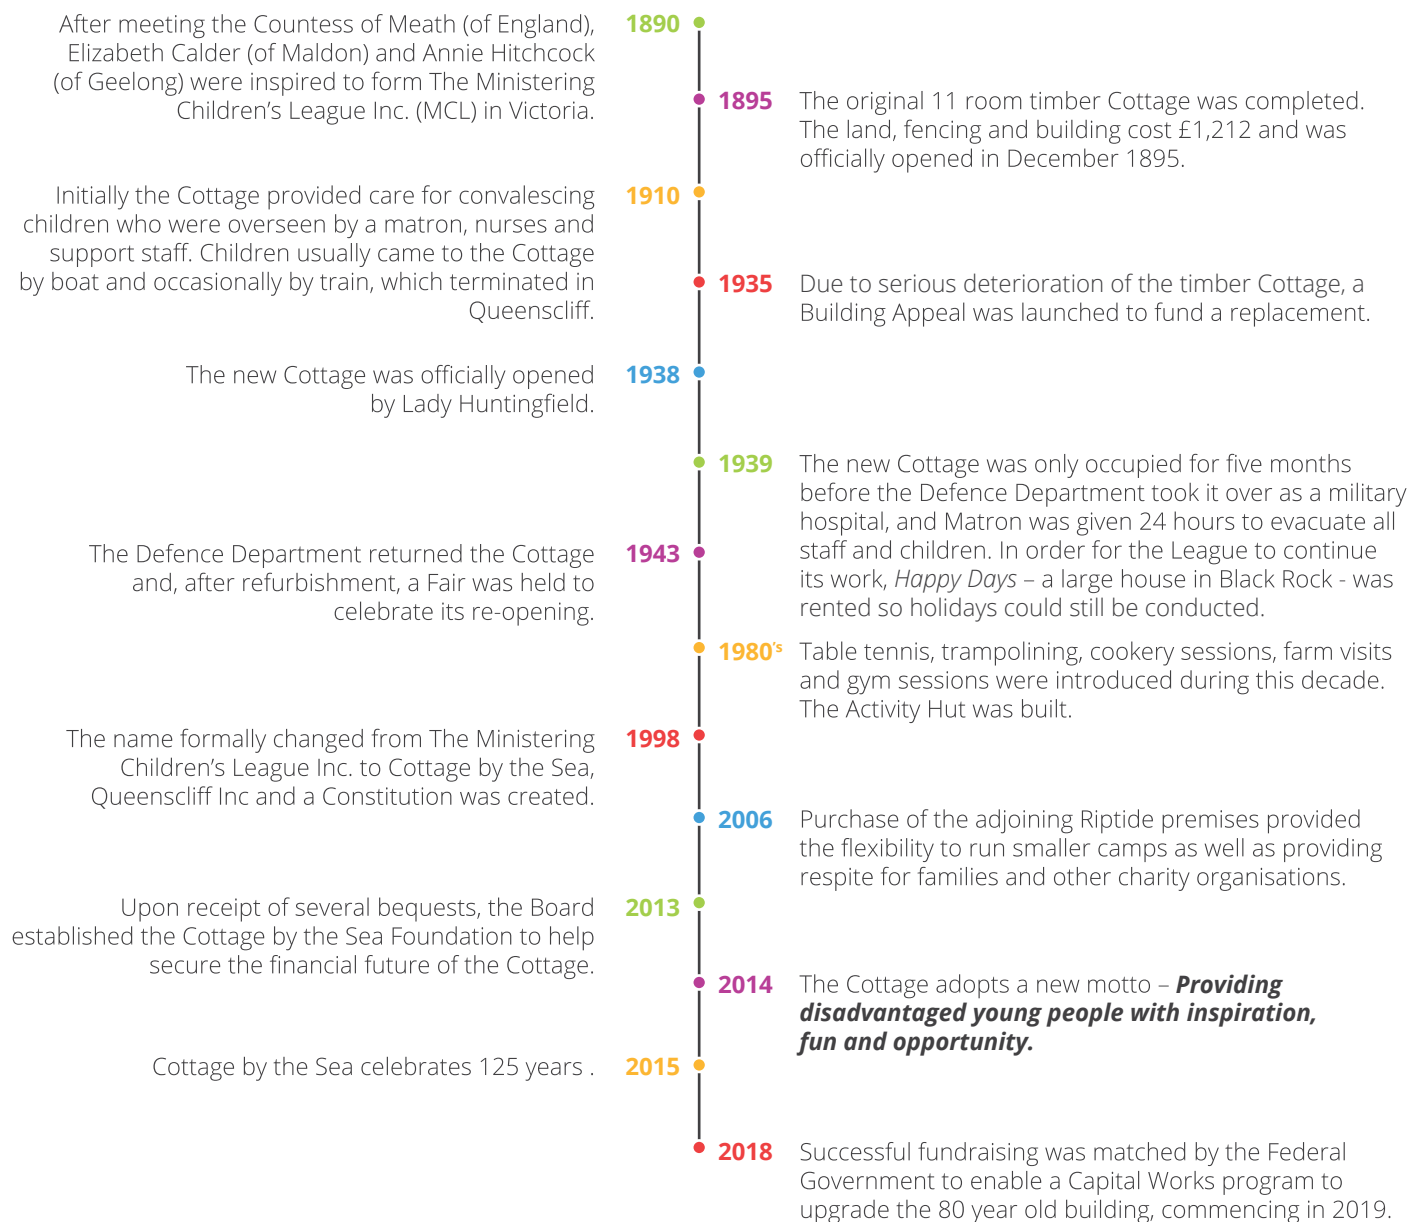 After meeting the Countess of Meath (of England),
Elizabeth Calder (of Maldon) and Annie Hitchcock
(of Geelong) were inspired to form The Ministering
Children’s League Inc. (MCL) in Victoria.
1890
1895
The original 11 room timber Cottage was completed.
The land, fencing and building cost £1,212 and was
officially opened in December 1895.
Initially the Cottage provided care for convalescing
children who were overseen by a matron, nurses and
support staff. Children usually came to the Cottage
by boat and occasionally by train, which terminated in
Queenscliff.
1910
1935
Due to serious deterioration of the timber Cottage, a
Building Appeal was launched to fund a replacement.
The new Cottage was officially opened
by Lady Huntingfield.
1938
1939
The new Cottage was only occupied for five months
before the Defence Department took it over as a military
hospital, and Matron was given 24 hours to evacuate all
staff and children. In order for the League to continue
its work, Happy Days – a large house in Black Rock - was
rented so holidays could still be conducted.
The Defence Department returned the Cottage
and, after refurbishment, a Fair was held to
celebrate its re-opening.
1943
1980's
Table tennis, trampolining, cookery sessions, farm visits
and gym sessions were introduced during this decade.
The Activity Hut was built.
The name formally changed from The Ministering
Children’s League Inc. to Cottage by the Sea,
Queenscliff Inc and a Constitution was created.
1998
2006
Purchase of the adjoining Riptide premises provided
the flexibility to run smaller camps as well as providing
respite for families and other charity organisations.
Upon receipt of several bequests, the Board
established the Cottage by the Sea Foundation to help
secure the financial future of the Cottage.
2013
2014
The Cottage adopts a new motto – Providing
disadvantaged young people with inspiration,
fun and opportunity.
Cottage by the Sea celebrates 125 years .
2015
2018
Successful fundraising was matched by the Federal
Government to enable a Capital Works program to
upgrade the 80 year old building, commencing in 2019.